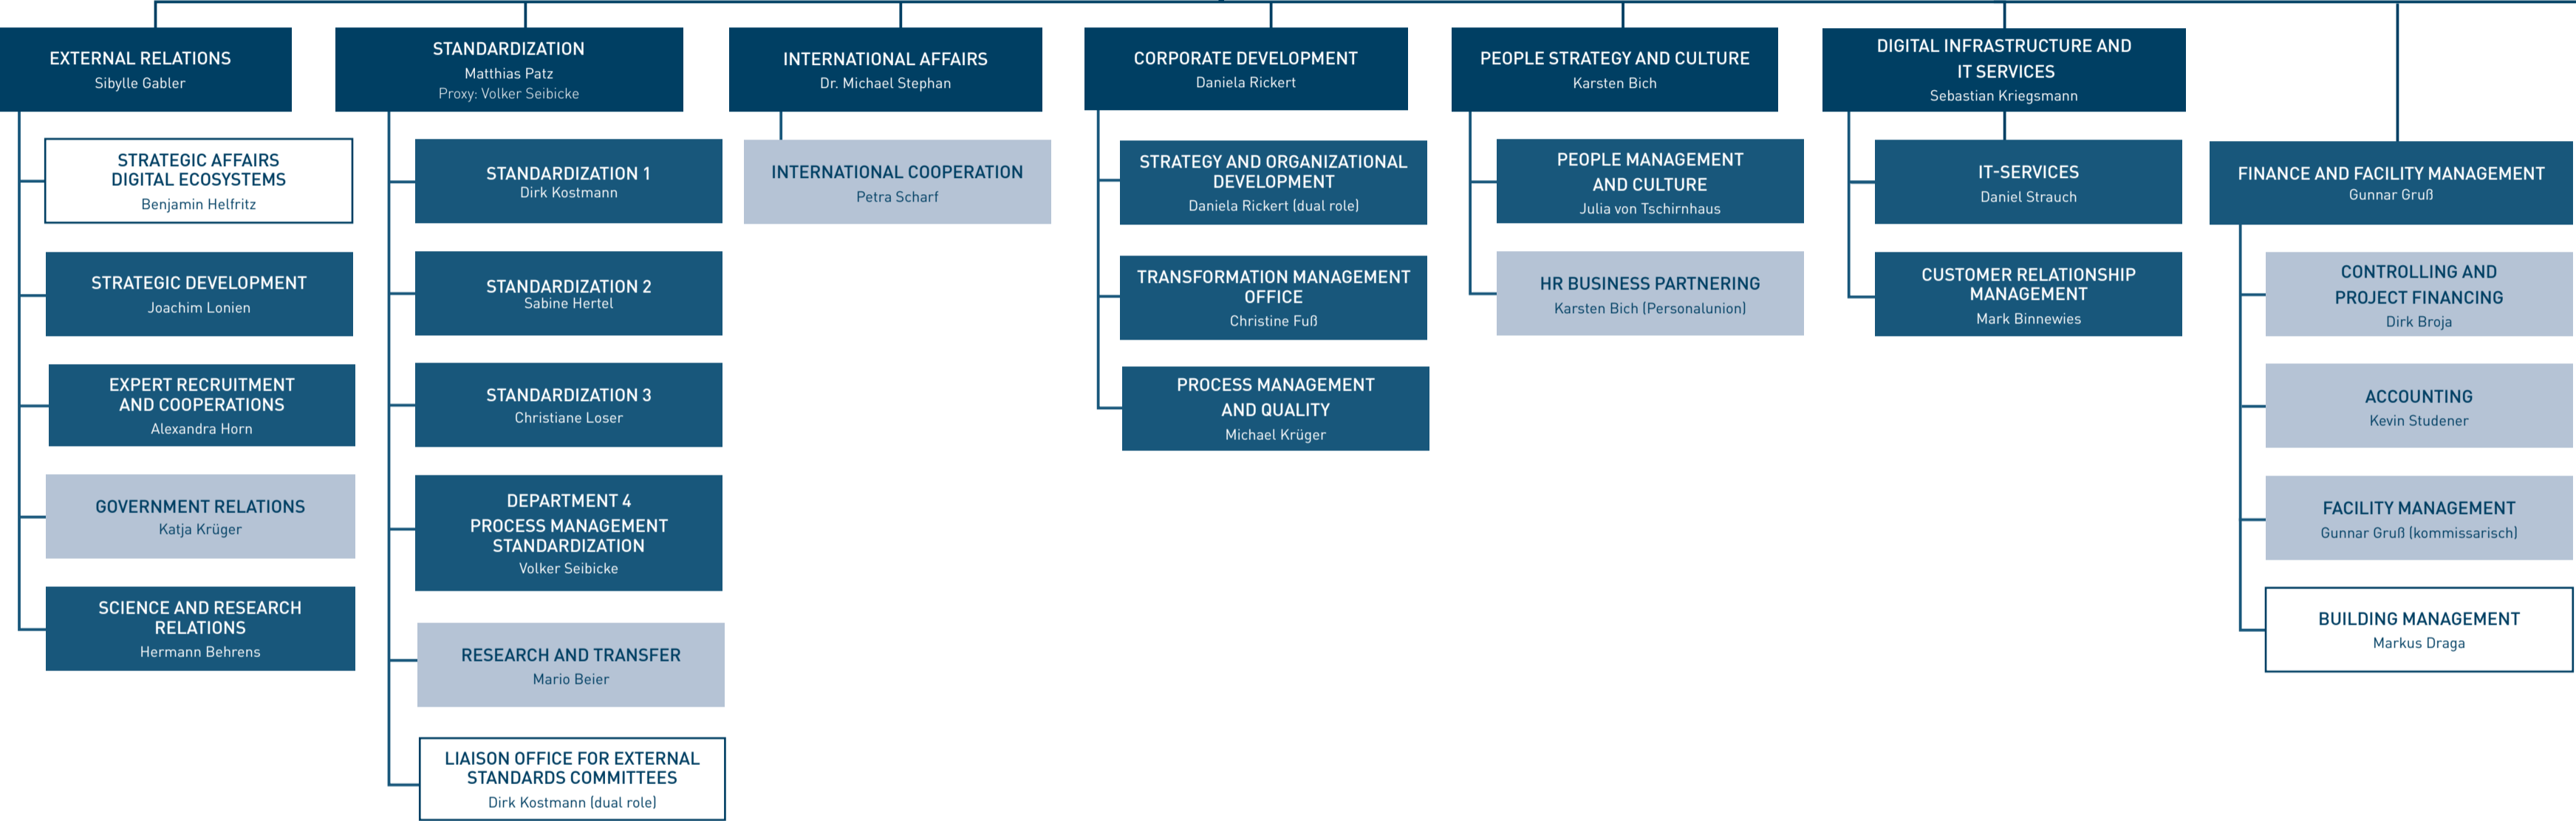 EXTERNAL RELATIONS
Sibylle Gabler
STRATEGIC AFFAIRS
DIGITAL ECOSYSTEMS
Benjamin Helfritz
STRATEGIC DEVELOPMENT
Joachim Lonien
EXPERT RECRUITMENT
AND COOPERATIONS
Alexandra Horn
GOVERNMENT RELATIONS
Katja Krüger
SCIENCE AND RESEARCH
RELATIONS
Hermann Behrens
STANDARDIZATION
Matthias Patz
Proxy: Volker Seibicke
STANDARDIZATION 1
Dirk Kostmann
STANDARDIZATION 2
Sabine Hertel
STANDARDIZATION 3
Christiane Loser
DEPARTMENT 4
PROCESS MANAGEMENT
STANDARDIZATION
Volker Seibicke
RESEARCH AND TRANSFER
Mario Beier
LIAISON OFFICE FOR EXTERNAL
STANDARDS COMMITTEES
Dirk Kostmann (dual role)
INTERNATIONAL AFFAIRS
Dr. Michael Stephan
INTERNATIONAL COOPERATION
Petra Scharf
CORPORATE DEVELOPMENT
Daniela Rickert
STRATEGY AND ORGANIZATIONAL
DEVELOPMENT
Daniela Rickert (dual role)
TRANSFORMATION MANAGEMENT
OFFICE
Christine Fuß
PROCESS MANAGEMENT
AND QUALITY
Michael Krüger
PEOPLE STRATEGY AND CULTURE
Karsten Bich
PEOPLE MANAGEMENT
AND CULTURE
Julia von Tschirnhaus
HR BUSINESS PARTNERING
Karsten Bich (Personalunion)
DIGITAL INFRASTRUCTURE AND
IT SERVICES
Sebastian Kriegsmann
IT-SERVICES
Daniel Strauch
CUSTOMER RELATIONSHIP
MANAGEMENT
Mark Binnewies
FINANCE AND FACILITY MANAGEMENT
Gunnar Gruß
CONTROLLING AND
PROJECT FINANCING
Dirk Broja
ACCOUNTING
Kevin Studener
FACILITY MANAGEMENT
Gunnar Gruß (kommissarisch)
BUILDING MANAGEMENT
Markus Draga